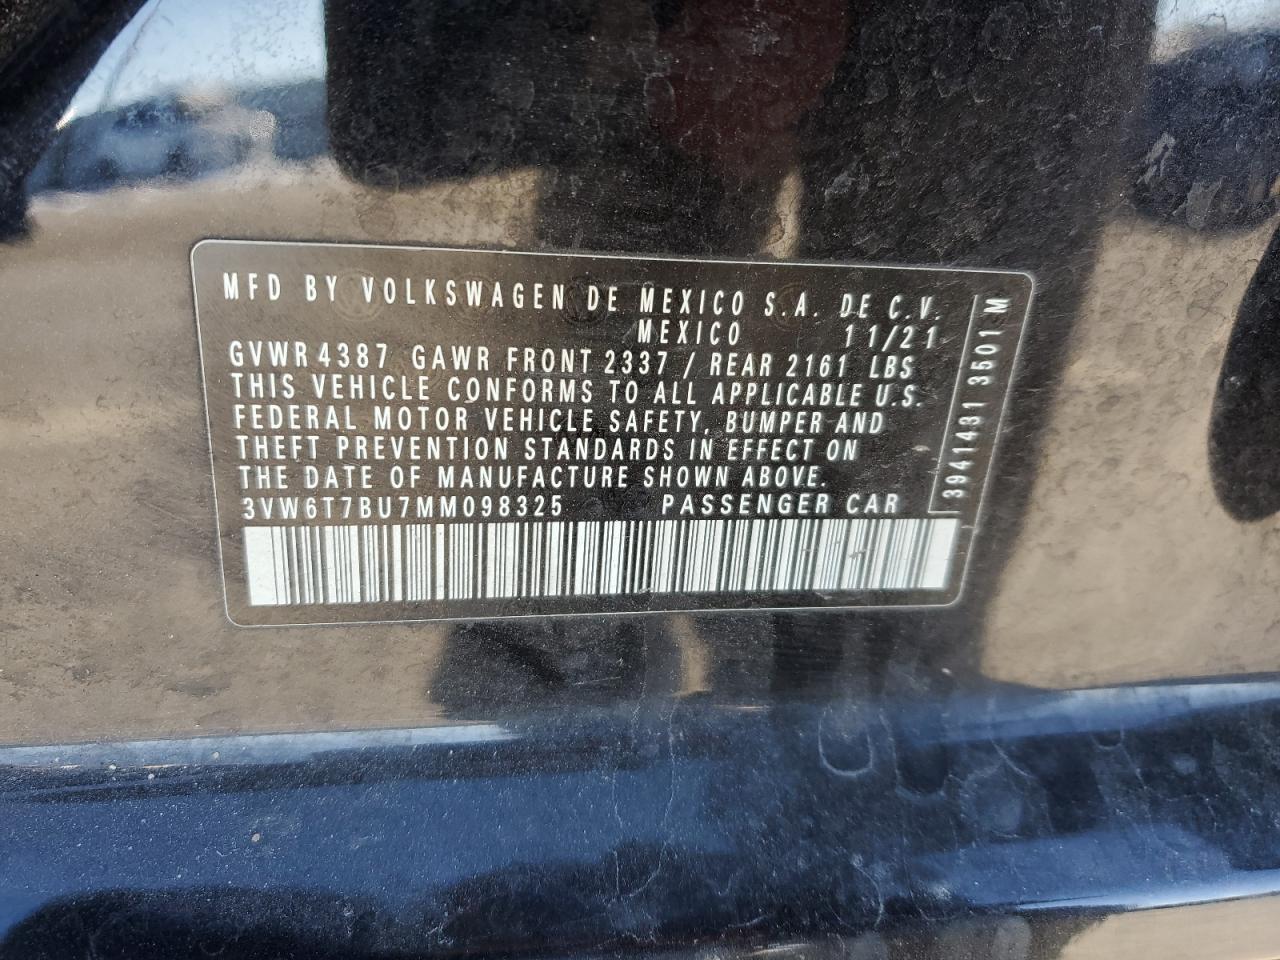 MFD BY VOLKSWAGEN DE MEXICO S.A. DE C.V.
MEXICO 11/21
GVWR 4387 GAWR FRONT 2337 / REAR 2161 LBS
THIS VEHICLE CONFORMS TO ALL APPLICABLE U.S.
FEDERAL MOTOR VEHICLE SAFETY, BUMPER AND
THEFT PREVENTION STANDARDS IN EFFECT ON
THE DATE OF MANUFACTURE SHOWN ABOVE.
3VW6T7BU7MM098325 PASSENGER CAR
3941431 3501 M